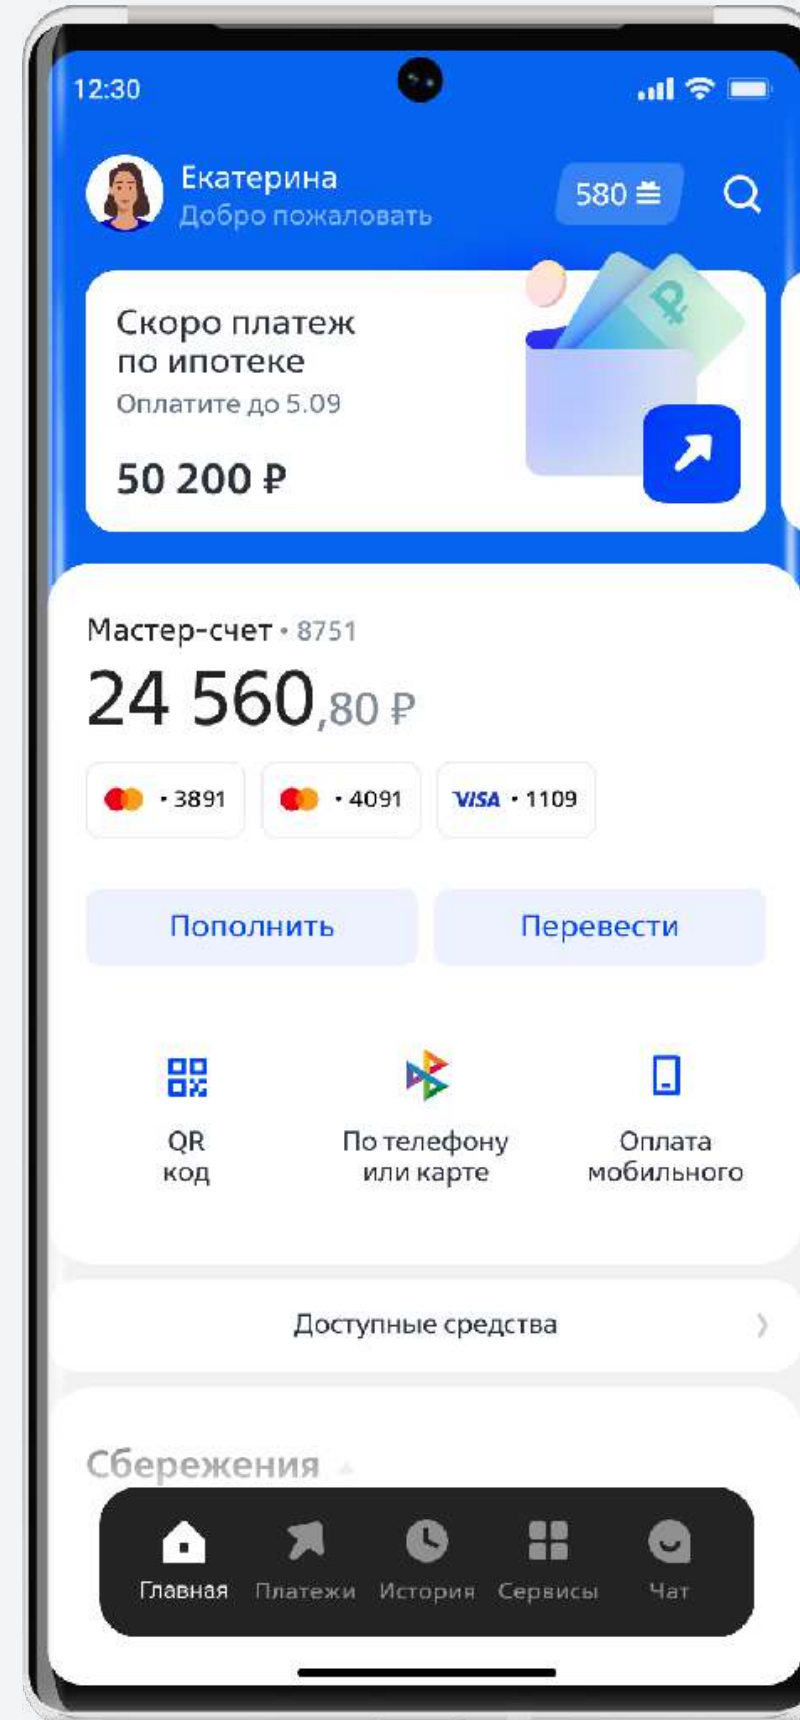 12:30
Екатерина
Добро пожаловать
580
Скоро платеж
по ипотеке
Оплатите до 5.09
50 200 ₽
₽
Мастер-счет • 8751
24 560,80 ₽
• 3891
• 4091
VISA • 1109
Пополнить
Перевести
QR
код
По телефону
или карте
Оплата
мобильного
Доступные средства
Сбережения
Главная
Платежи
История
Сервисы
Чат